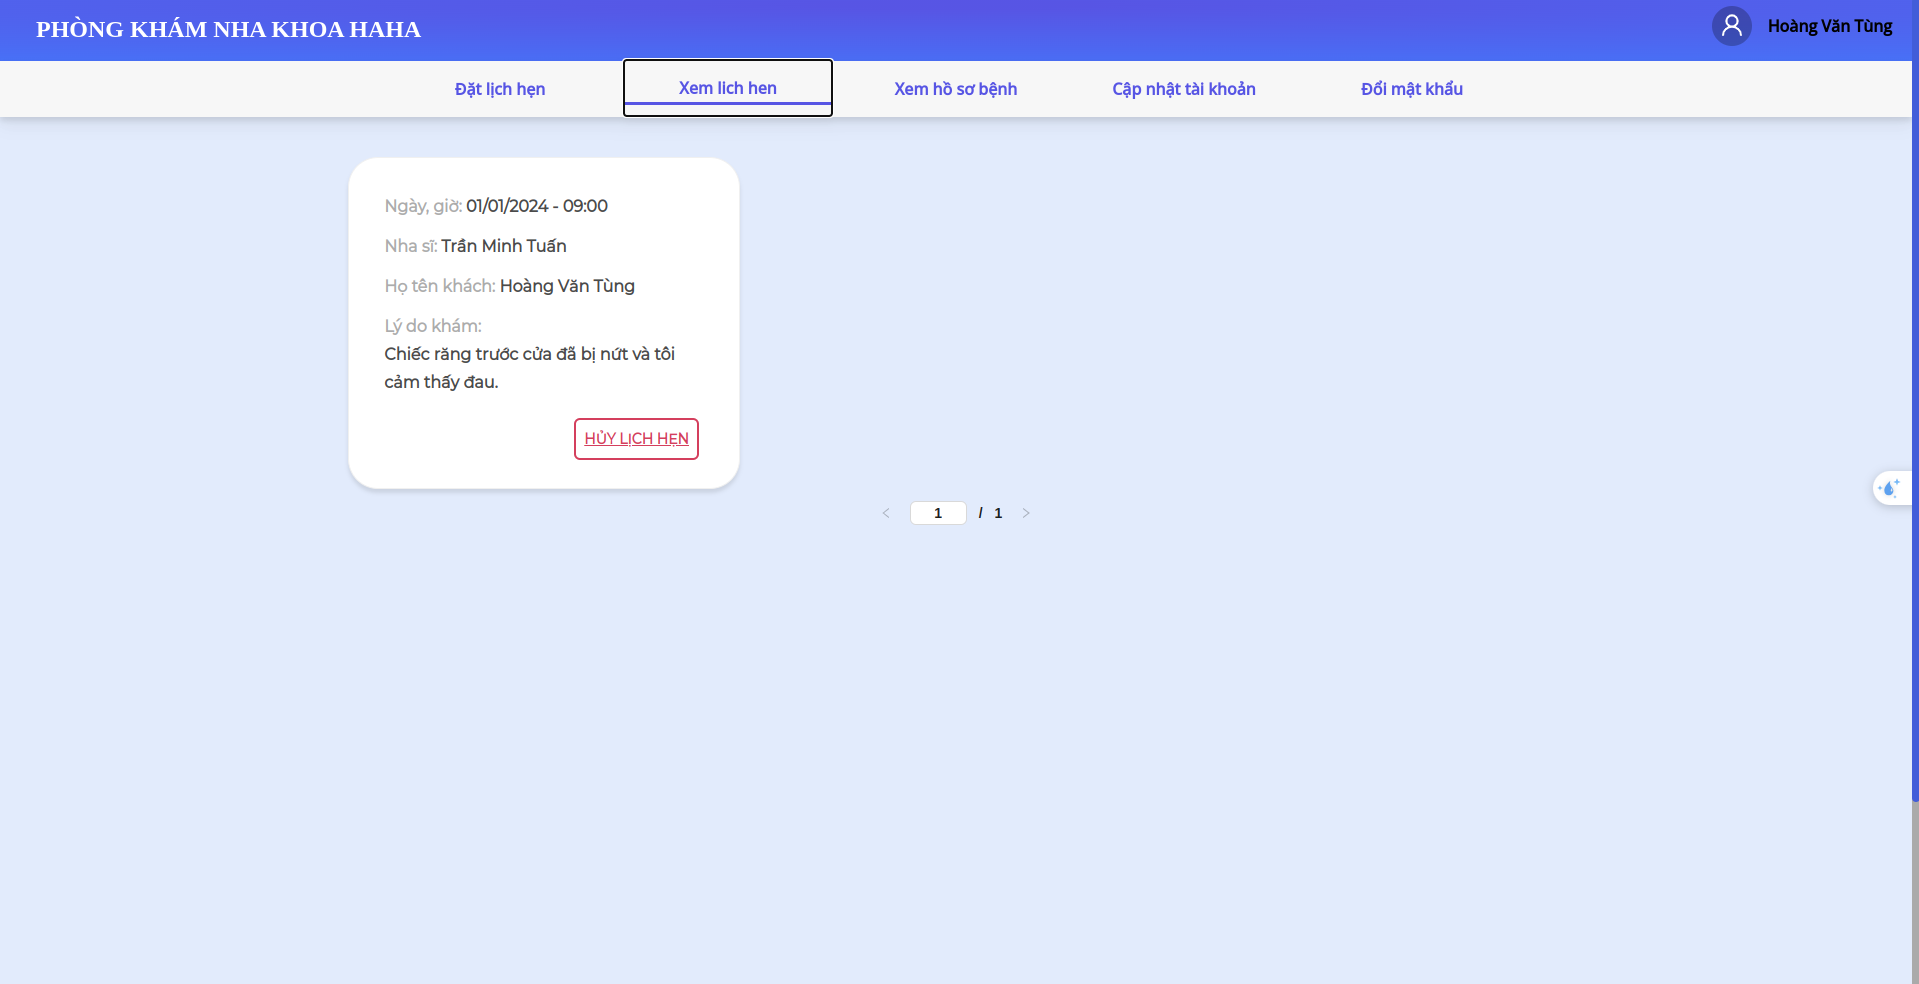 PHÒNG KHÁM NHA KHOA HAHA
Hoàng Văn Tùng
Đặt lịch hẹn
Xem lich hen
Xem hồ sơ bệnh
Cập nhật tài khoản
Đổi mật khẩu
Ngày, giờ: 01/01/2024 - 09:00
Nha sĩ: Trần Minh Tuấn
Họ tên khách: Hoàng Văn Tùng
Lý do khám:
Chiếc răng trước cửa đã bị nứt và tôi
cảm thấy đau.
HỦY LỊCH HẸN
< 1 / 1 >